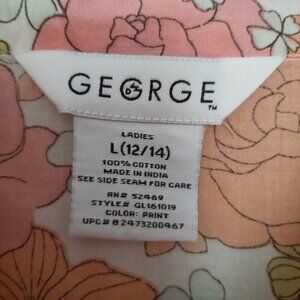 GEORGE
TM
LADIES
L (12/14)
100% COTTON
MADE IN INDIA
SEE SIDE SEAM FOR CARE
RN# 52469
STYLE# GL161019
COLOR: PRINT
UPC# 82473200467